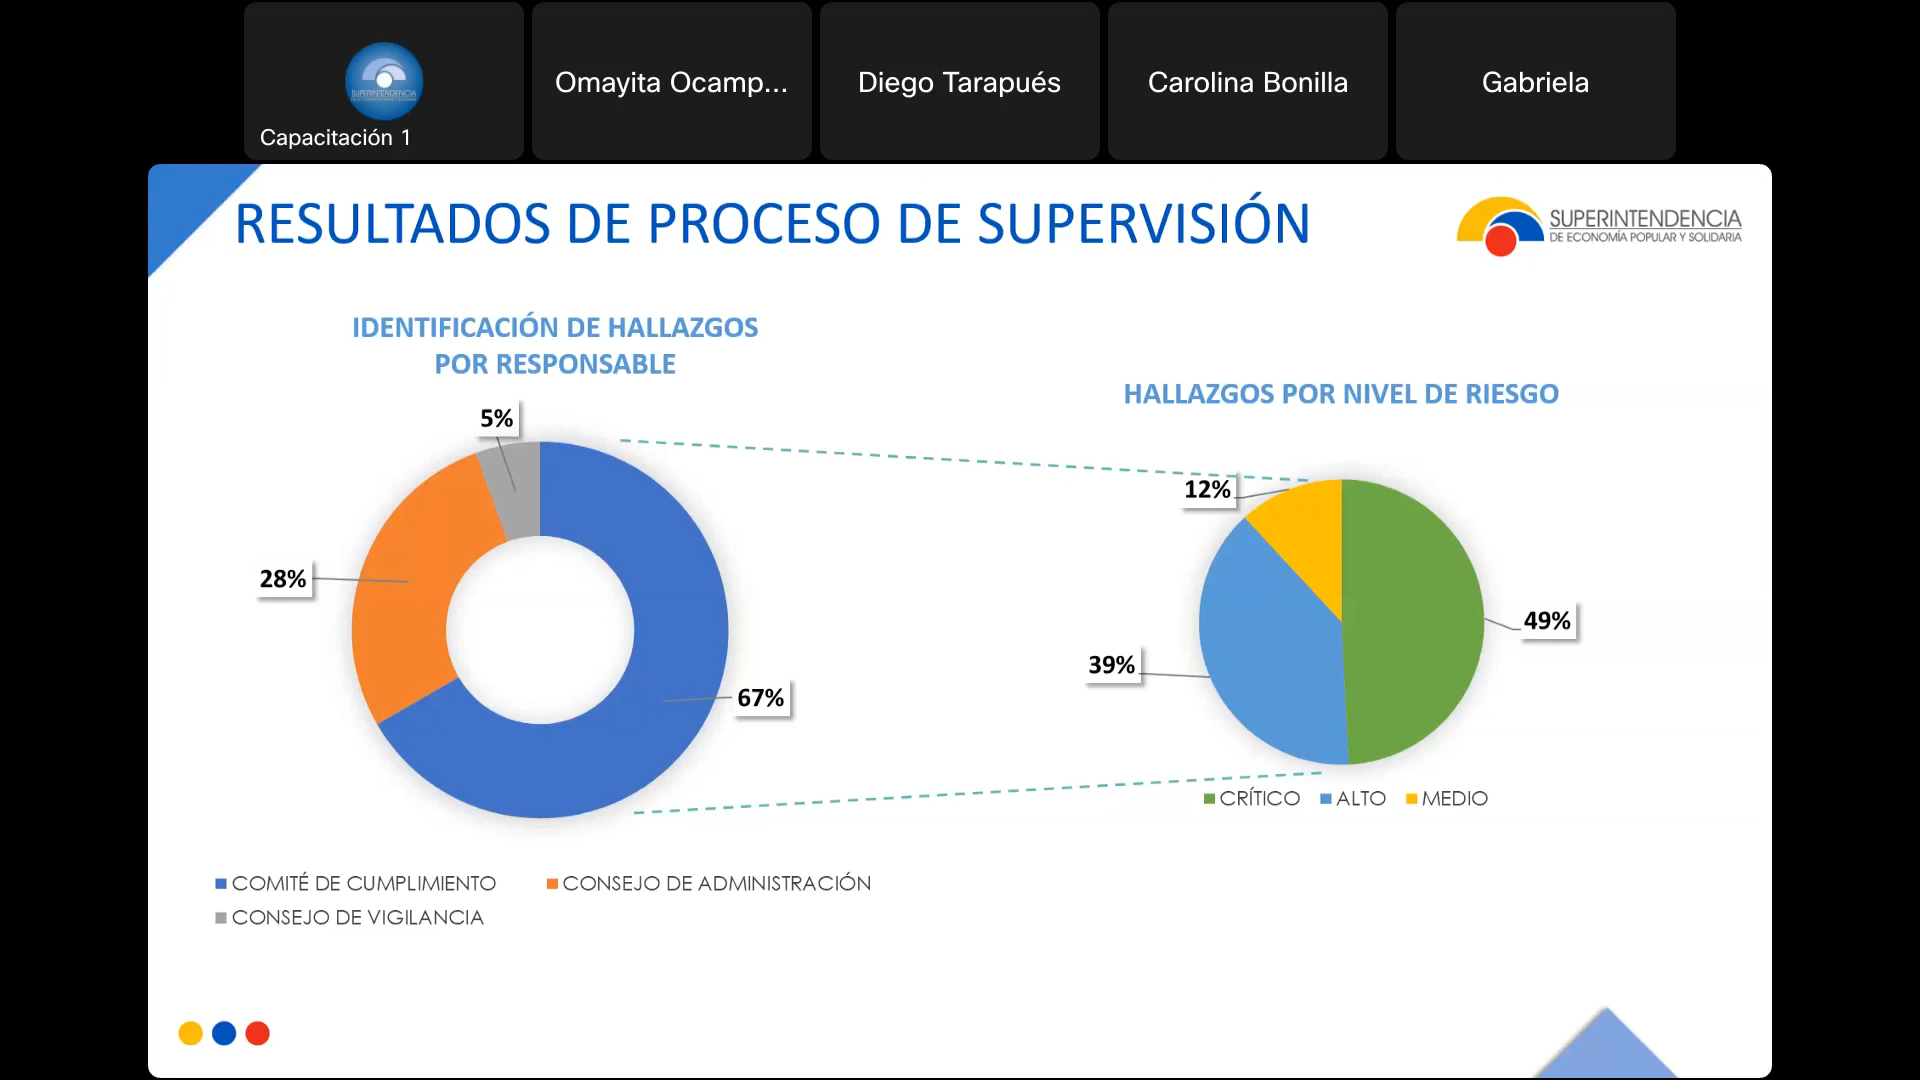 SUPERINTENDENCIA
Capacitación 1
Omayita Ocamp...
Diego Tarapués
Carolina Bonilla
Gabriela
RESULTADOS DE PROCESO DE SUPERVISIÓN
SUPERINTENDENCIA
DE ECONOMÍA POPULAR Y SOLIDARIA
IDENTIFICACIÓN DE HALLAZGOS
POR RESPONSABLE
5%
28%
67%
COMITÉ DE CUMPLIMIENTO
CONSEJO DE ADMINISTRACIÓN
CONSEJO DE VIGILANCIA
HALLAZGOS POR NIVEL DE RIESGO
12%
49%
39%
CRÍTICO
ALTO
MEDIO